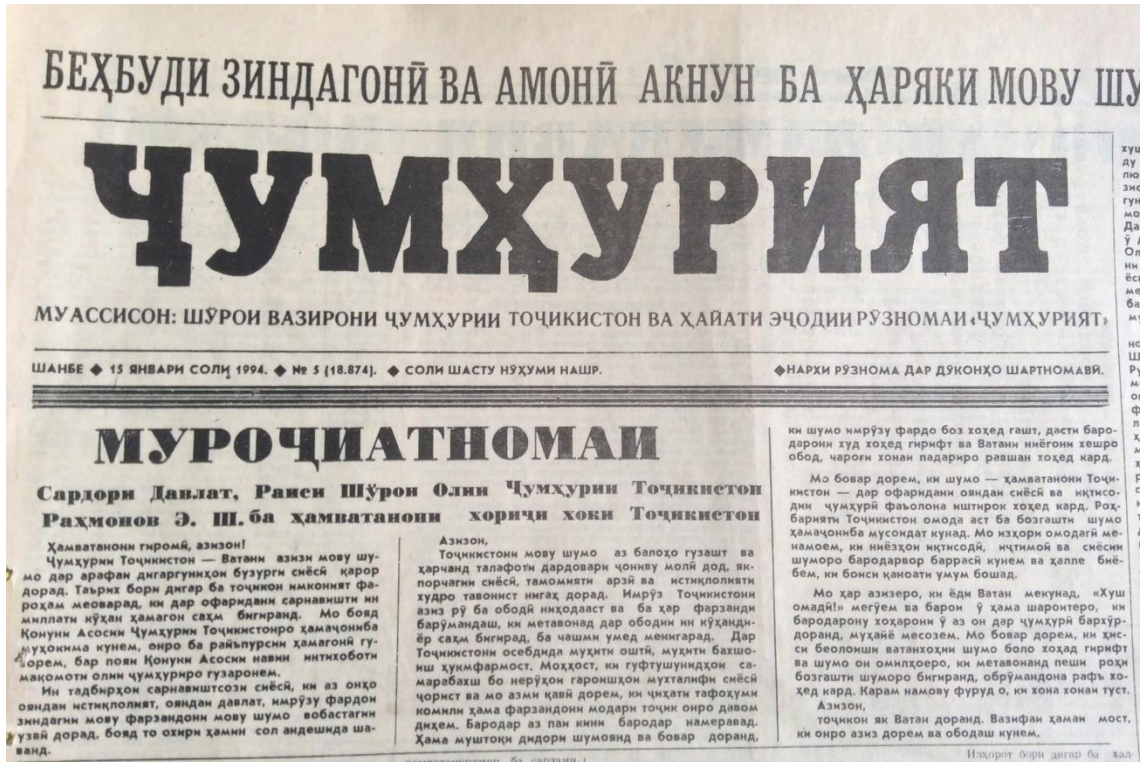 БЕҲБУДИ ЗИНДАГОНӢ ВА АМОНӢ АКНУН БА ҲАРЯКИ МОВУ ШУ
ҶУМҲУРИЯТ
МУАССИСОН: ШӮРОИ ВАЗИРОНИ ҶУМҲУРИИ ТОҶИКИСТОН ВА ҲАЙАТИ ЭҶОДИИ РӮЗНОМАИ «ҶУМҲУРИЯТ»
ШАНБЕ ◆ 15 ЯНВАРИ СОЛИ 1994. ◆ № 5 (18.874). ◆ СОЛИ ШАСТУ НӮҲУМИ НАШР. ◆ НАРХИ РӮЗНОМА ДАР ДӮКОНҲО ШАРТНОМАВӢ.
МУРОҶИАТНОМАИ
Сардори Давлат, Раиси Шӯрои Олии Ҷумҳурии Тоҷикистон
Раҳмонов Э. Ш. ба ҳамватанони хориҷи хоки Тоҷикистон
Ҳамватанони гиромӣ, азизон!
Ҷумҳурии Тоҷикистон — Ватани азизи мову шу-
мо дар арафаи дигаргуниҳои бузурги сиёсӣ қарор
дорад. Таърих бори дигар ба тоҷикон имконият фа-
роҳам меоварад, ки дар офаридани сарнавишти ин
миллати кӯҳан ҳамагон саҳм бигиранд. Мо бояд
Қонуни Асосии Ҷумҳурии Тоҷикистонро ҳамаҷониба
муҳокима кунем, онро ба райъпурсии ҳамагонӣ гу-
зорем, бар пояи Қонуни Асосии навин интихоботи
мақомоти олии ҷумҳуриро гузаронем.
Ин тадбирҳои сарнавиштсози сиёсӣ, ки аз онҳо
ояндаи истиқлолият, ояндаи давлат, имрӯзу фардои
зиндагии мову фарзандони мову шумо вобастагии
узвӣ дорад, бояд то охири ҳамин сол андешида ша-
ванд.
Азизон,
Тоҷикистони мову шумо аз балоҳо гузашт ва
ҳарчанд талафоти дардовари ҷониву молӣ дод, як-
порчагии сиёсӣ, тамомияти арзӣ ва истиқлолияти
худро тавонист нигаҳ дорад. Имрӯз Тоҷикистони
азиз рӯ ба ободӣ ниҳодааст ва ба ҳар фарзанди
барӯмандаш, ки метавонад дар ободии ин кӯҳанди-
ёр саҳм бигирад, ба чашми умед менигарад. Дар
Тоҷикистони осебдида муҳити оштӣ, муҳити бахшо-
иш ҳукмфармост. Моҳҳост, ки гуфтушунидҳои са-
марабахш бо нерӯҳои гароишҳои мухталифи сиёсӣ
ҷорист ва мо азми қавӣ дорем, ки ҷиҳати тафоҳуми
комили ҳама фарзандони модари тоҷик онро давом
диҳем. Бародар аз паи кини бародар намеравад.
Ҳама муштоқи дидори шумоянд ва бовар доранд,
ки шумо имрӯзу фардо боз хоҳед гашт, дасти баро-
дарони худ хоҳед гирифт ва Ватани ниёгони хешро
обод, чароғи хонаи падариро равшан хоҳед кард.
Мо бовар дорем, ки шумо — ҳамватанони Тоҷи-
кистон — дар офаридани ояндаи сиёсӣ ва иқтисо-
дии ҷумҳурӣ фаъолона иштирок хоҳед кард. Роҳ-
барияти Тоҷикистон омода аст ба бозгашти шумо
ҳамаҷониба мусоидат кунад. Мо изҳори омодагӣ ме-
намоем, ки ниёзҳои иқтисодӣ, иҷтимоӣ ва сиёсии
шуморо бародарвор баррасӣ кунем ва ҳалле биё-
бем, ки боиси қаноати умум бошад.
Мо ҳар азизеро, ки ёди Ватан мекунад, «Хуш
омадӣ!» мегӯем ва барои ӯ ҳама шароитеро, ки
бародарону хоҳарони ӯ аз он дар ҷумҳурӣ бархӯр-
доранд, муҳайё месозем. Мо бовар дорем, ки ҳис-
си беолоиши ватанхоҳии шумо боло хоҳад гирифт
ва шумо он омилҳоеро, ки метавонанд пеши роҳи
бозгашти шуморо бигиранд, обрӯмандона рафъ хо-
ҳед кард. Карам намову фуруд о, ки хона хонаи туст.
Азизон,
тоҷикон як Ватан доранд. Вазифаи ҳамаи мост,
ки онро азиз дорем ва ободаш кунем.
Изҳорот бори дигар ба ҳал